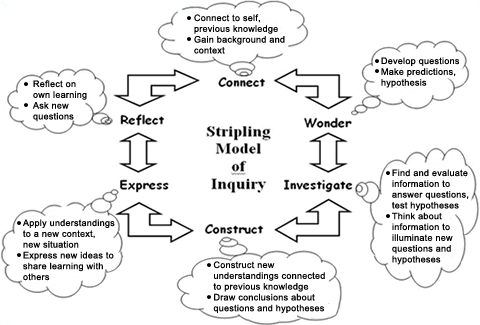 • Connect to self,
previous knowledge
• Gain background and
context
Connect
• Develop questions
• Make predictions,
hypothesis
Wonder
• Find and evaluate
information to
answer questions,
test hypotheses
• Think about
information to
illuminate new
questions and
hypotheses
Investigate
• Construct new
understandings connected
to previous knowledge
• Draw conclusions about
questions and hypotheses
Construct
• Apply understandings
to a new context,
new situation
• Express new ideas to
share learning with
others
Express
• Reflect on
own learning
• Ask new
questions
Reflect
Stripling
Model
of
Inquiry